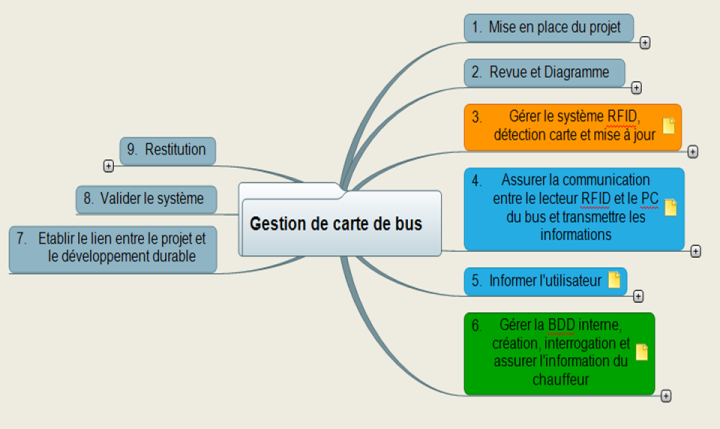 1. Mise en place du projet
2. Revue et Diagramme
3. Gérer le système RFID,
détection carte et mise à jour
4. Assurer la communication
entre le lecteur RFID et le PC
du bus et transmettre les
informations
5. Informer l'utilisateur
6. Gérer la BDD interne,
création, interrogation et
assurer l'information du
chauffeur
Gestion de carte de bus
9. Restitution
8. Valider le système
7. Etablir le lien entre le projet et
le développement durable